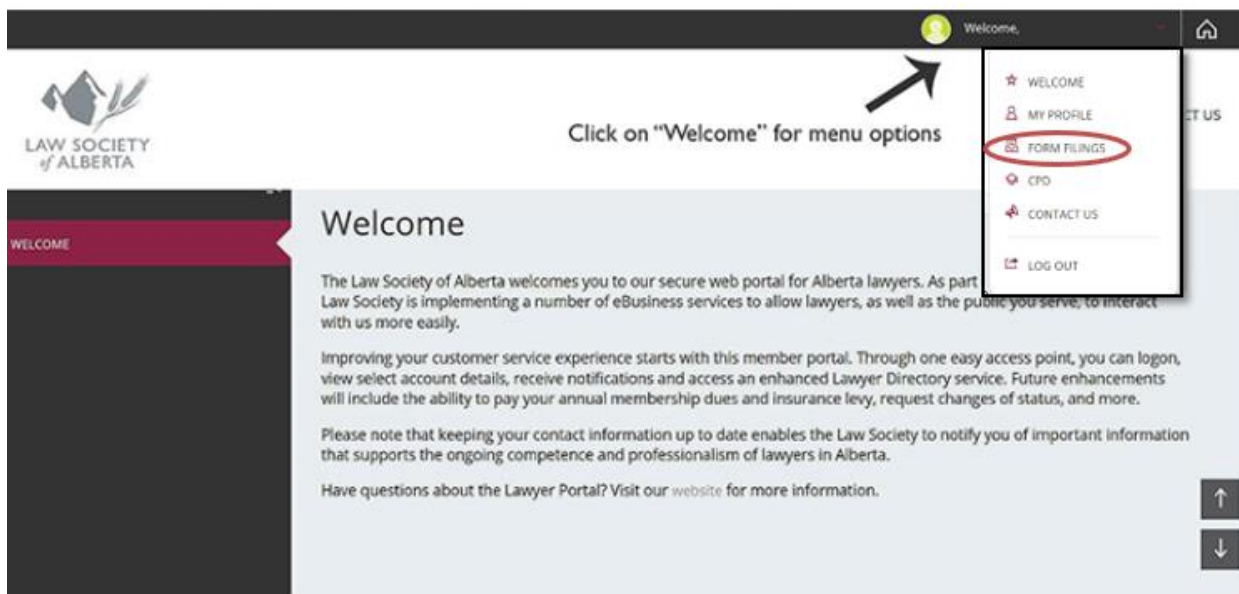 Welcome,
LAW SOCIETY
of ALBERTA
Click on "Welcome" for menu options
WELCOME
MY PROFILE
CT US
FORM FILINGS
CPD
CONTACT US
LOG OUT
WELCOME
Welcome
The Law Society of Alberta welcomes you to our secure web portal for Alberta lawyers. As part
Law Society is implementing a number of eBusiness services to allow lawyers, as well as the public you serve, to interact
with us more easily.
Improving your customer service experience starts with this member portal. Through one easy access point, you can logon,
view select account details, receive notifications and access an enhanced Lawyer Directory service. Future enhancements
will include the ability to pay your annual membership dues and insurance levy, request changes of status, and more.
Please note that keeping your contact information up to date enables the Law Society to notify you of important information
that supports the ongoing competence and professionalism of lawyers in Alberta.
Have questions about the Lawyer Portal? Visit our website for more information.